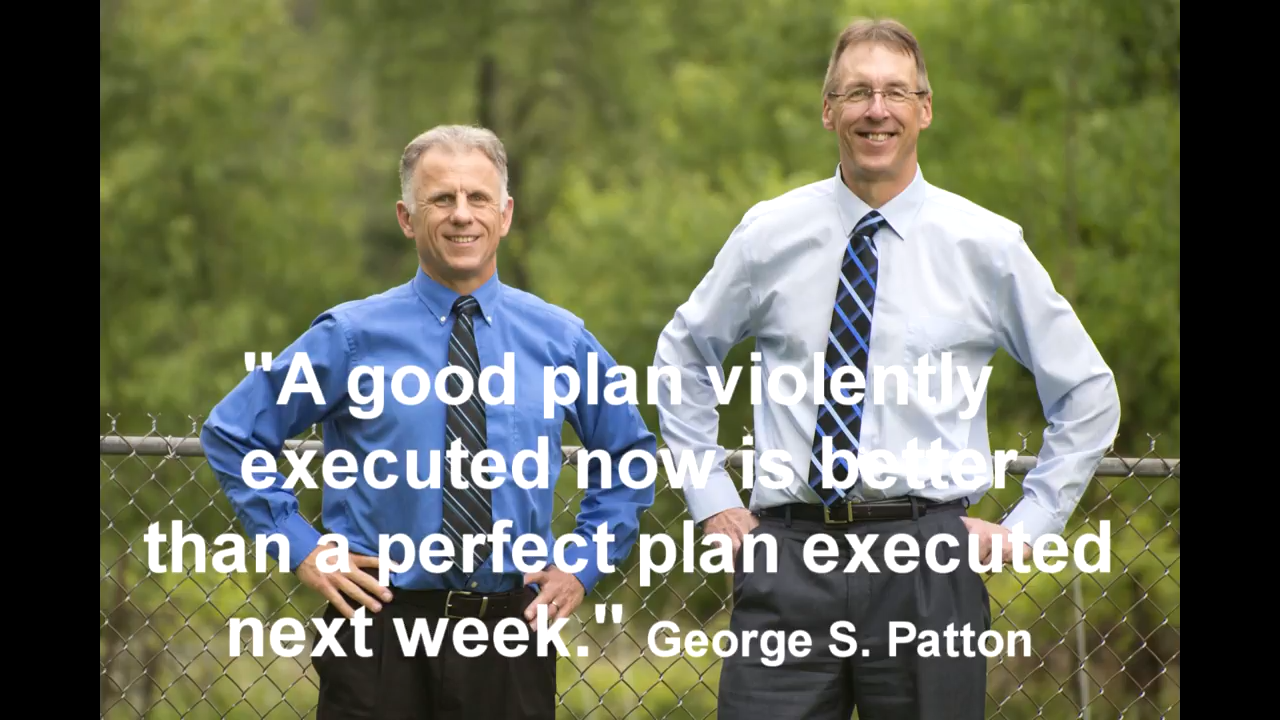 "A good plan violently
executed now is better
than a perfect plan executed
next week." George S. Patton